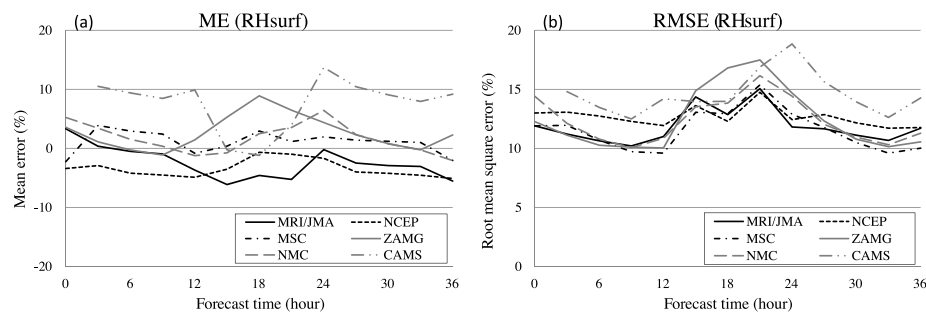 (a) ME (RHsurf)
20
10
0
-10
-20
Mean error (%)
MRI/JMA NCEP
MSC ZAMG
NMC CAMS
0 6 12 18 24 30 36
Forecast time (hour)
(b) RMSE (RHsurf)
20
15
10
5
0
Root mean square error (%)
MRI/JMA NCEP
MSC ZAMG
NMC CAMS
0 6 12 18 24 30 36
Forecast time (hour)